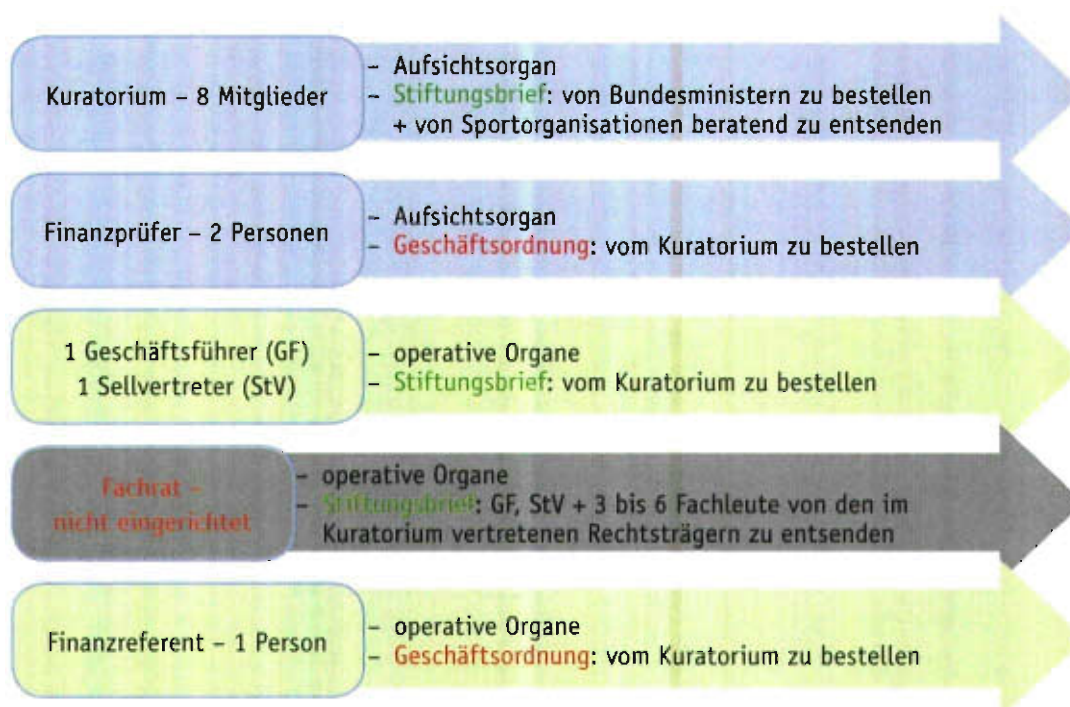 Kuratorium – 8 Mitglieder
– Aufsichtsorgan
– Stiftungsbrief: von Bundesministern zu bestellen
+ von Sportorganisationen beratend zu entsenden
Finanzprüfer – 2 Personen
– Aufsichtsorgan
– Geschäftsordnung: vom Kuratorium zu bestellen
1 Geschäftsführer (GF)
1 Sellvertreter (StV)
– operative Organe
– Stiftungsbrief: vom Kuratorium zu bestellen
Fachrat –
nicht eingerichtet
– operative Organe
– Stiftungsbrief: GF, StV + 3 bis 6 Fachleute von den im
Kuratorium vertretenen Rechtsträgern zu entsenden
Finanzreferent – 1 Person
– operative Organe
– Geschäftsordnung: vom Kuratorium zu bestellen